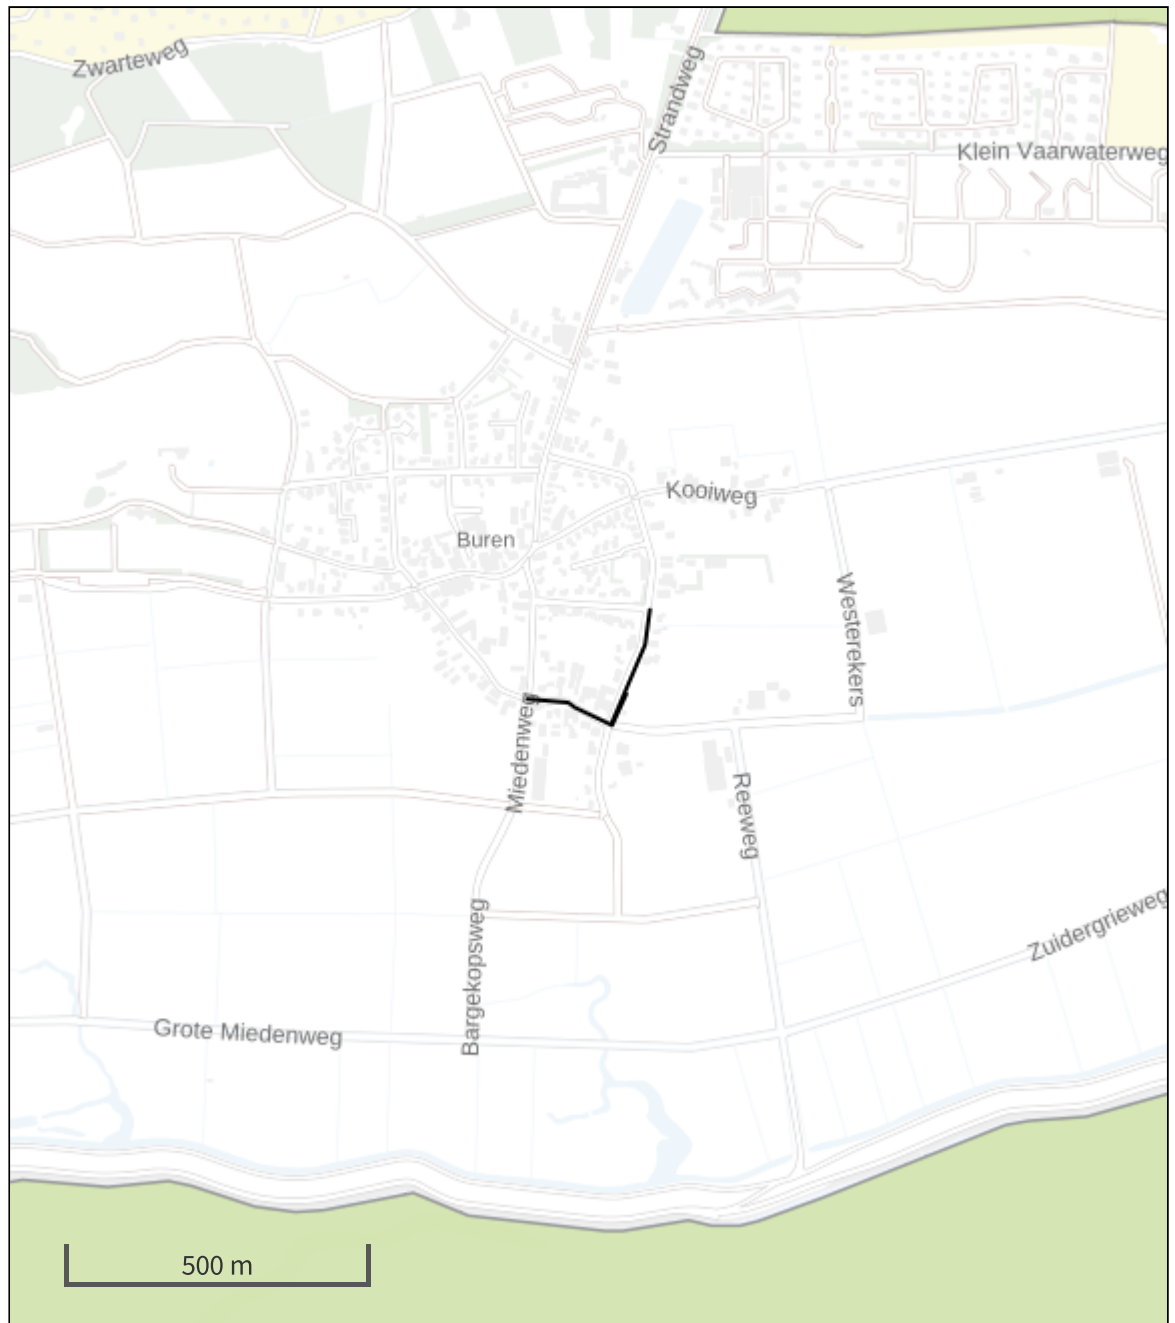 Zwarteweg
Strandweg
Klein Vaarwaterweg
Kooiweg
Buren
Westerekers
Miedenweg
Reeweg
Bargekopsweg
Zuidergrieweg
Grote Miedenweg
500 m